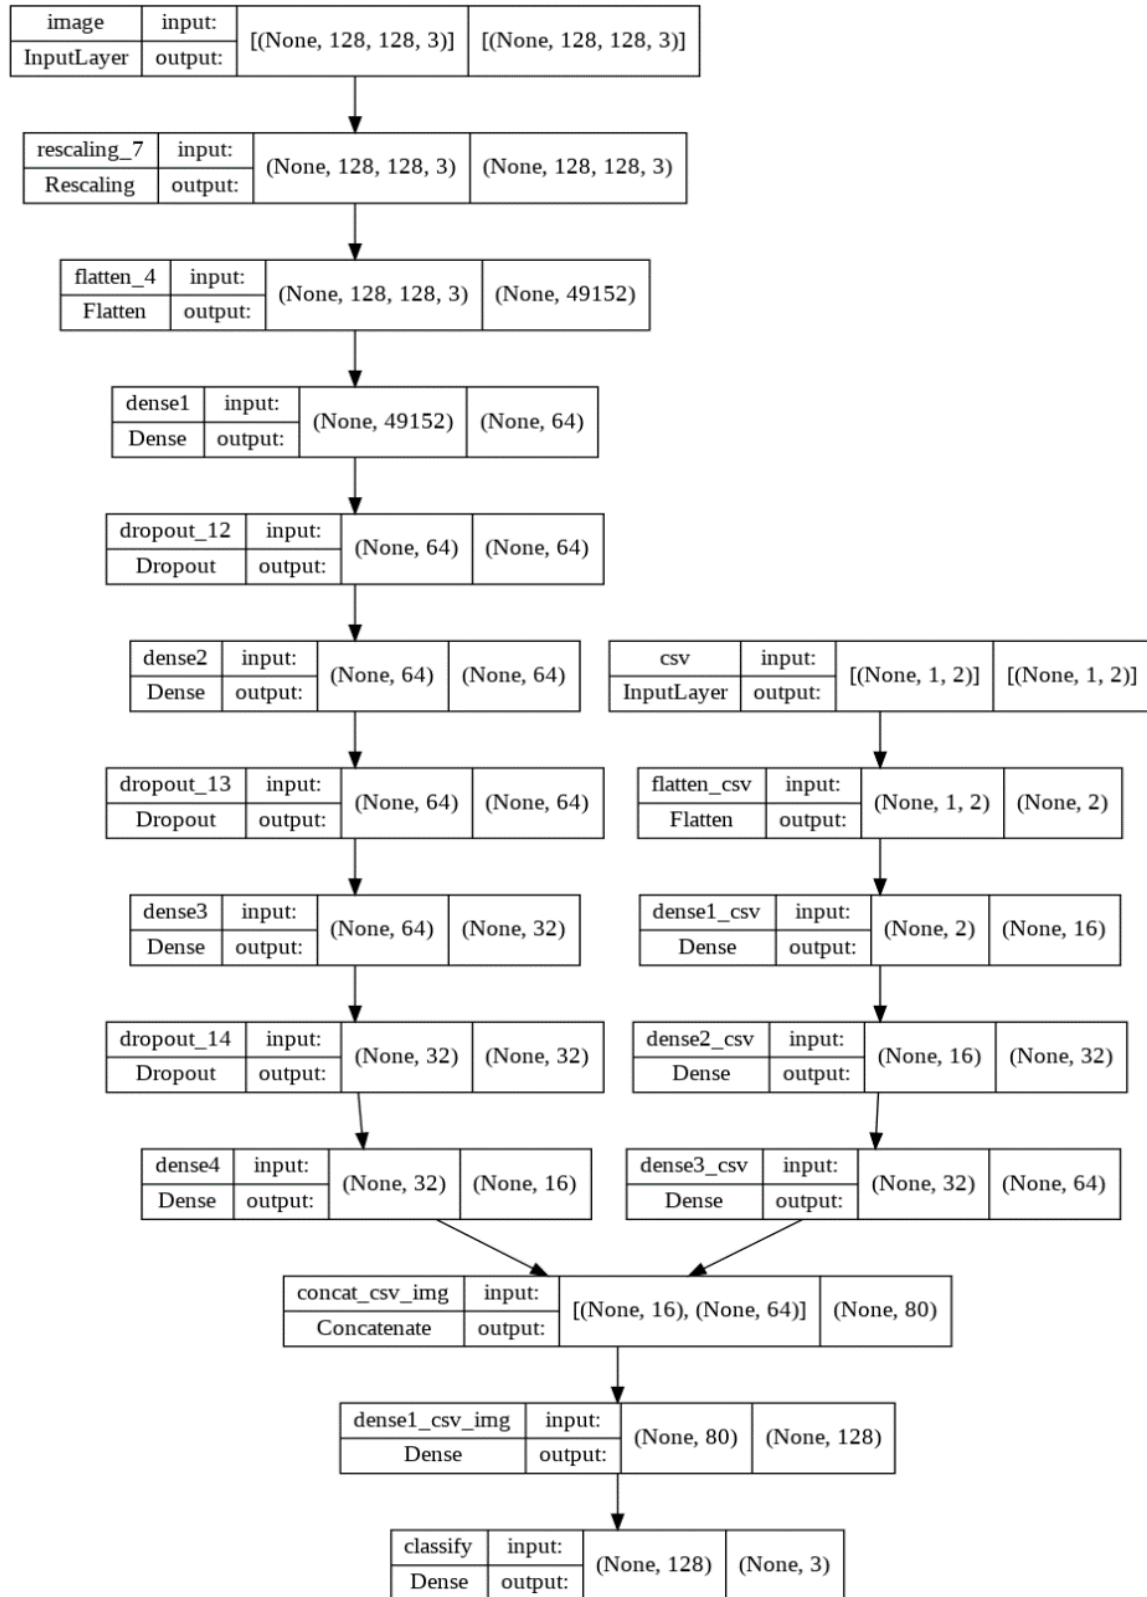 image input: [(None, 128, 128, 3)] [(None, 128, 128, 3)]
InputLayer output:
rescaling_7 input: (None, 128, 128, 3) (None, 128, 128, 3)
Rescaling output:
flatten_4 input: (None, 128, 128, 3) (None, 49152)
Flatten output:
dense1 input: (None, 49152) (None, 64)
Dense output:
dropout_12 input: (None, 64) (None, 64)
Dropout output:
dense2 input: (None, 64) (None, 64)
Dense output:
csv input: [(None, 1, 2)] [(None, 1, 2)]
InputLayer output:
dropout_13 input: (None, 64) (None, 64)
Dropout output:
flatten_csv input: (None, 1, 2) (None, 2)
Flatten output:
dense3 input: (None, 64) (None, 32)
Dense output:
dense1_csv input: (None, 2) (None, 16)
Dense output:
dropout_14 input: (None, 32) (None, 32)
Dropout output:
dense2_csv input: (None, 16) (None, 32)
Dense output:
dense4 input: (None, 32) (None, 16)
Dense output:
dense3_csv input: (None, 32) (None, 64)
Dense output:
concat_csv_img input: [(None, 16), (None, 64)] (None, 80)
Concatenate output:
dense1_csv_img input: (None, 80) (None, 128)
Dense output:
classify input: (None, 128) (None, 3)
Dense output: